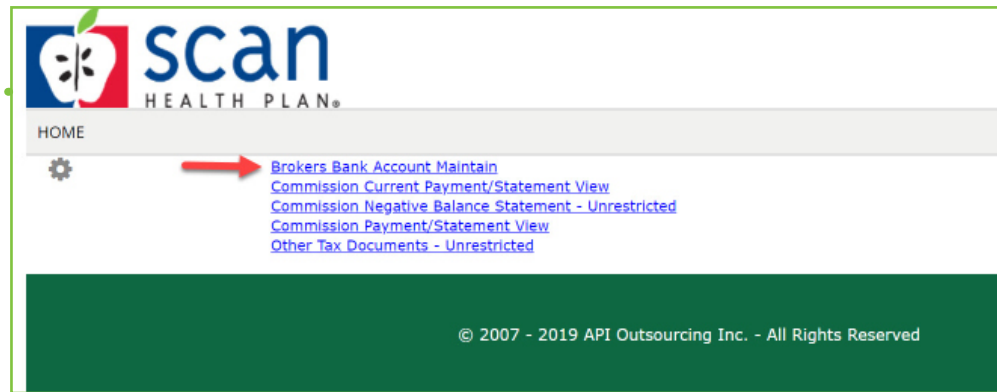 scan
HEALTH PLAN®
HOME
Brokers Bank Account Maintain
Commission Current Payment/Statement View
Commission Negative Balance Statement - Unrestricted
Commission Payment/Statement View
Other Tax Documents - Unrestricted
© 2007 - 2019 API Outsourcing Inc. - All Rights Reserved